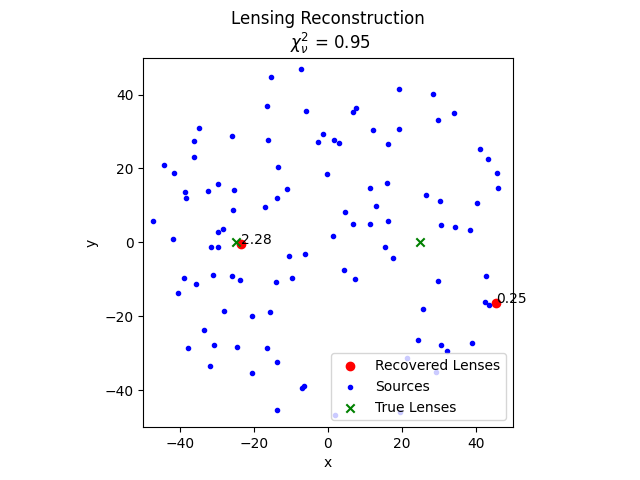 Lensing Reconstruction
χ²ᵥ = 0.95
40
20
0
−20
−40
y
2.28
0.25
Recovered Lenses
Sources
True Lenses
−40 −20 0 20 40
x